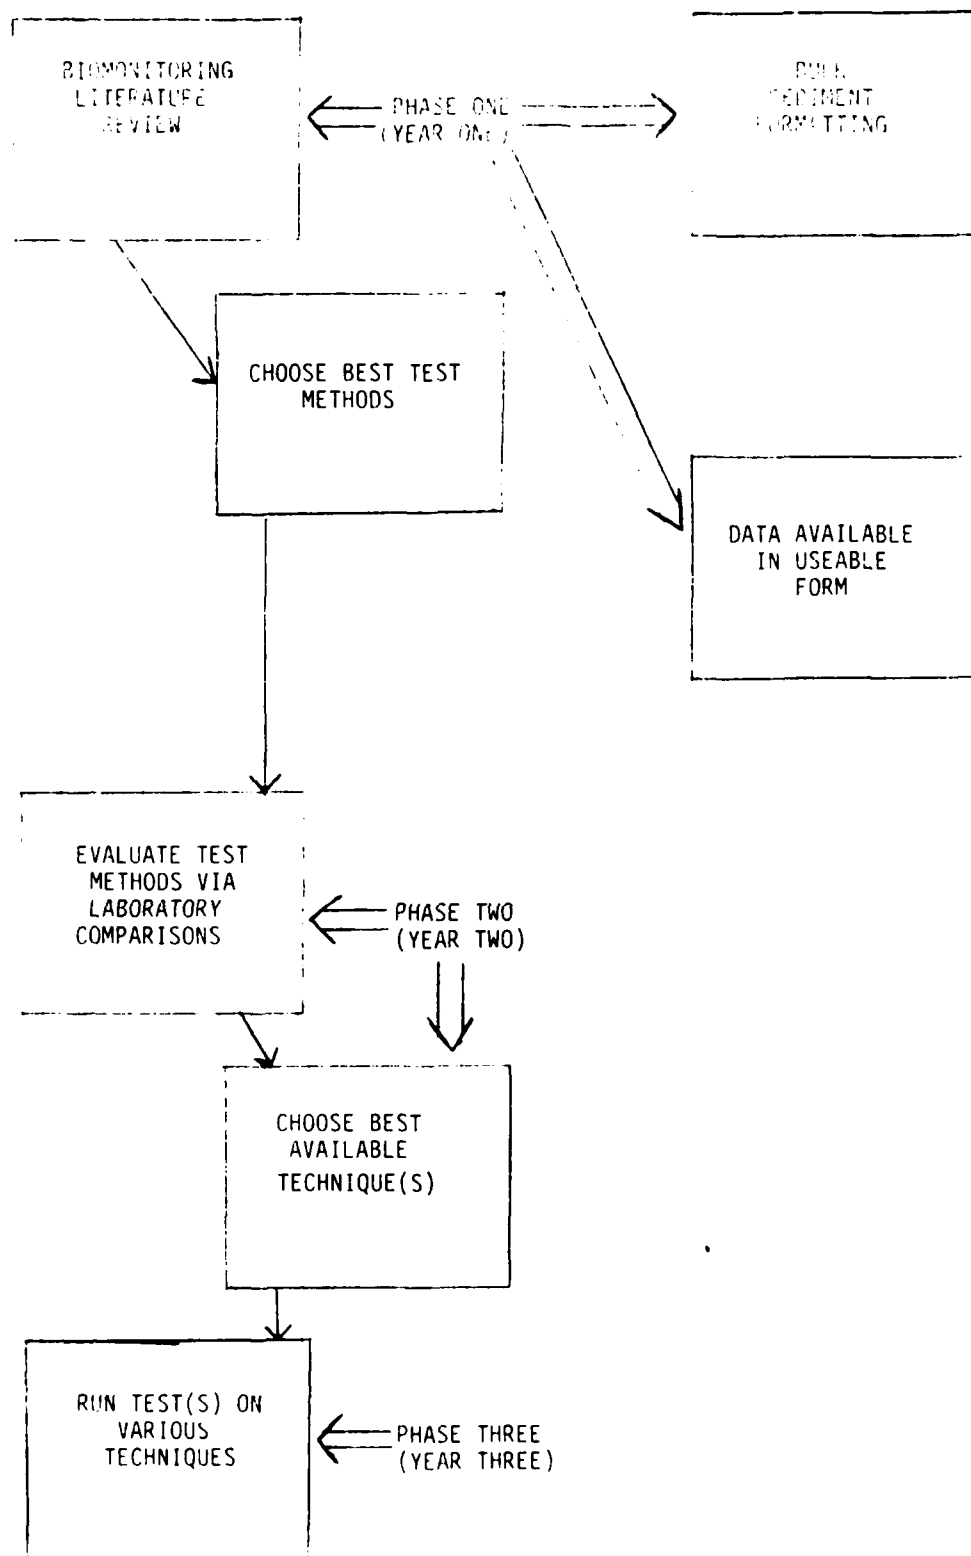 BIOMONITORING
LITERATURE
REVIEW
PHASE ONE
(YEAR ONE)
BULK
SEDIMENT
FORMATTING
CHOOSE BEST TEST
METHODS
DATA AVAILABLE
IN USEABLE
FORM
EVALUATE TEST
METHODS VIA
LABORATORY
COMPARISONS
PHASE TWO
(YEAR TWO)
CHOOSE BEST
AVAILABLE
TECHNIQUE(S)
RUN TEST(S) ON
VARIOUS
TECHNIQUES
PHASE THREE
(YEAR THREE)